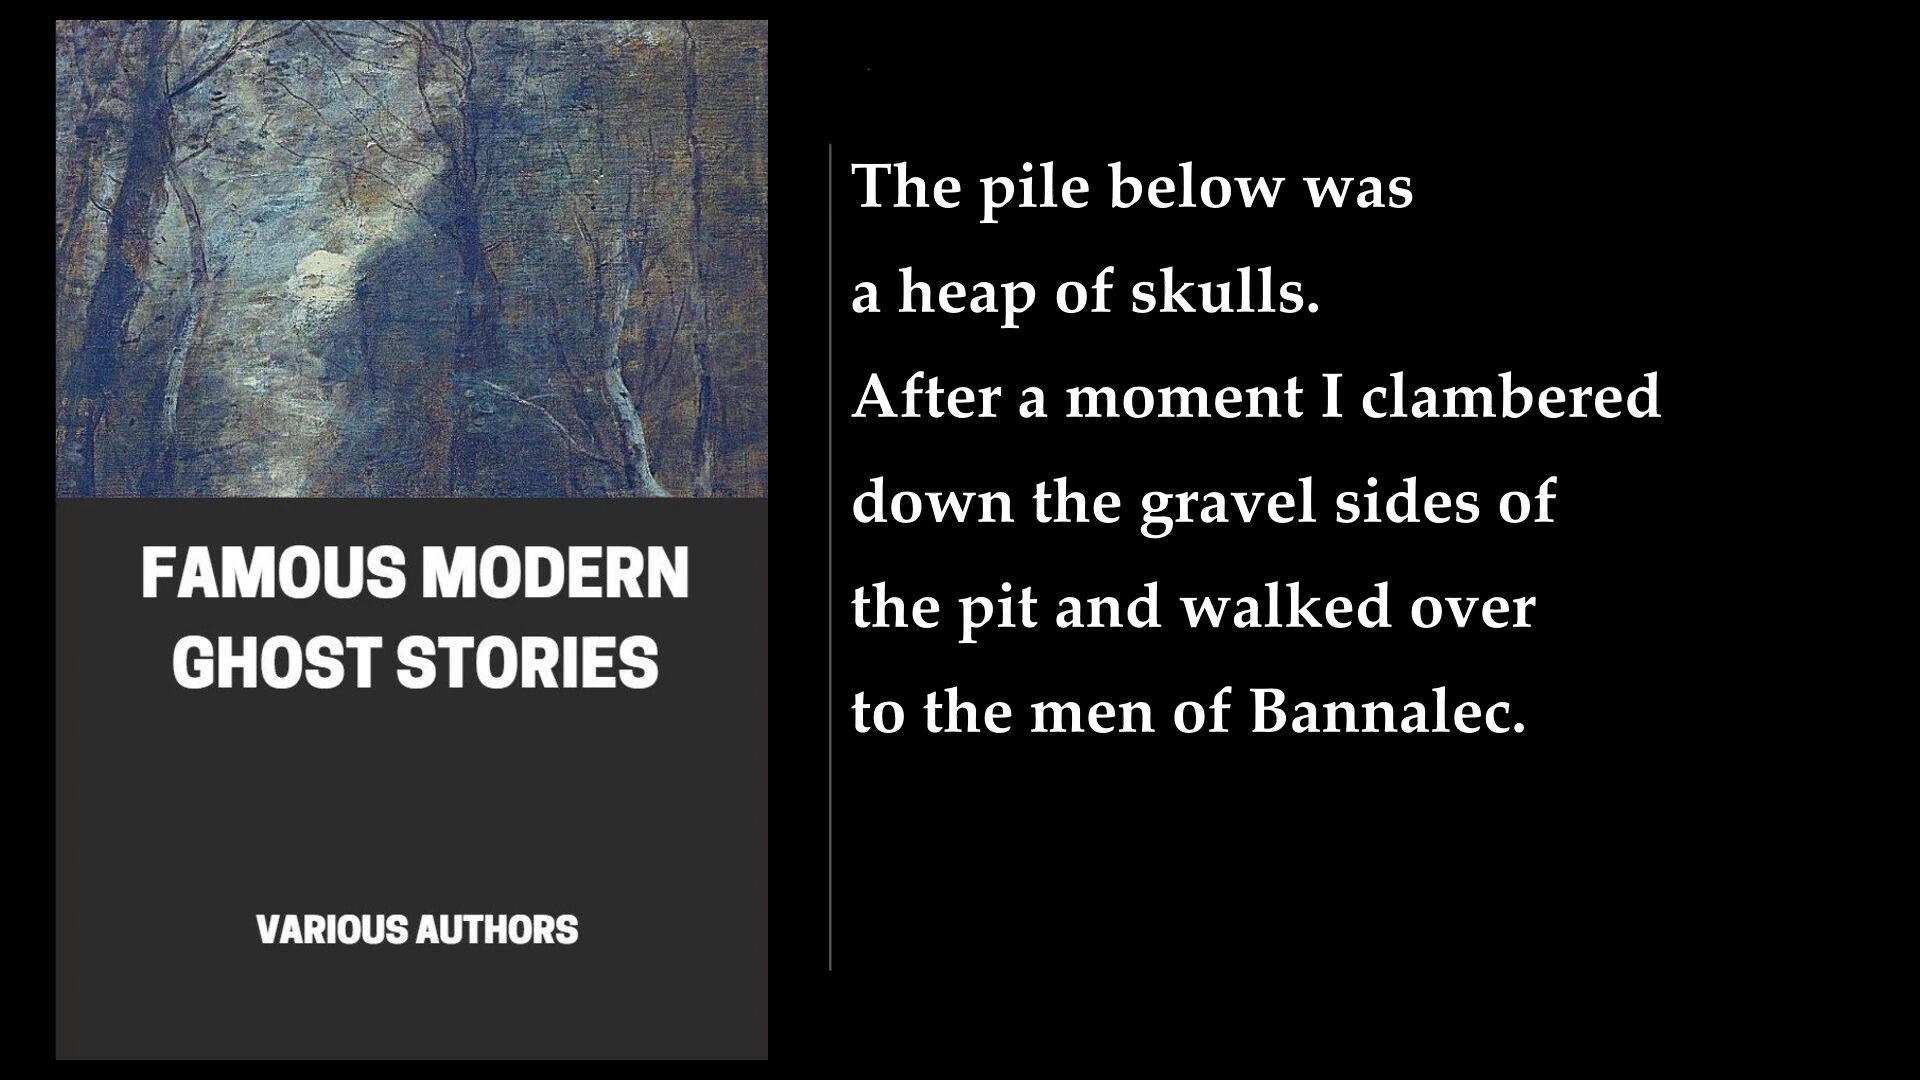 FAMOUS MODERN
GHOST STORIES
VARIOUS AUTHORS
The pile below was
a heap of skulls.
After a moment I clambered
down the gravel sides of
the pit and walked over
to the men of Bannalec.